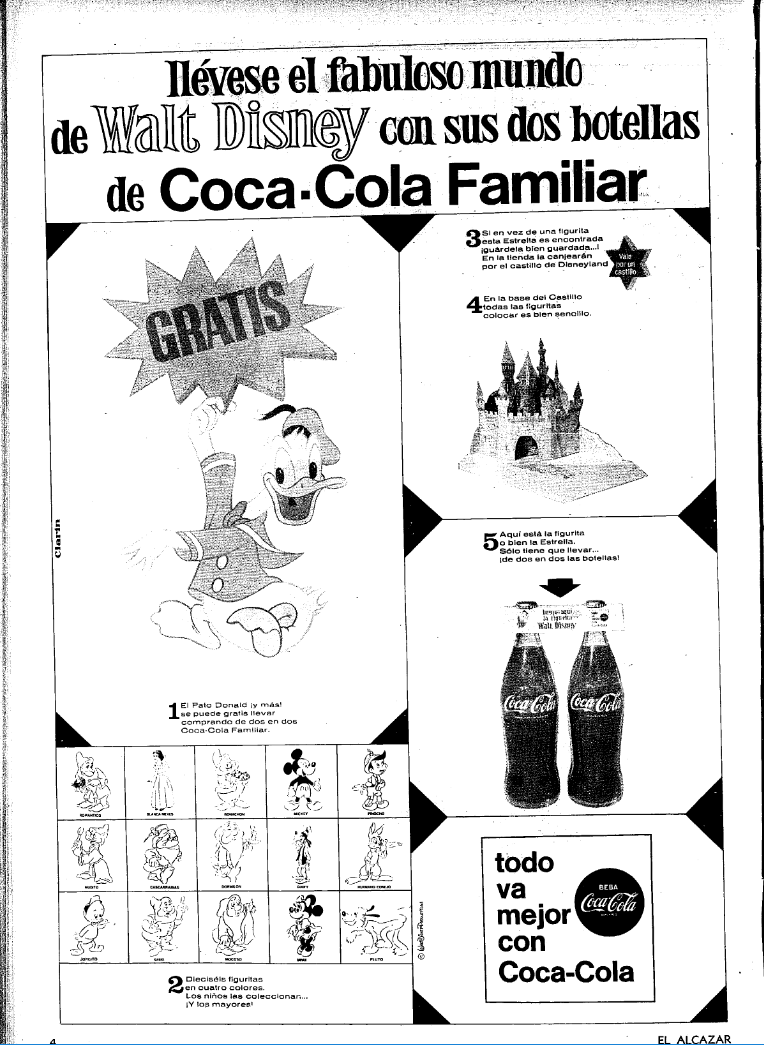 llévese el fabuloso mundo
de Walt Disney con sus dos botellas
de Coca-Cola Familiar
GRATIS
Clarín
1 El Pato Donald ¡y más!
se puede gratis llevar
comprando de dos en dos
Coca-Cola Familiar.
ROMANTICO
BLANCA NIEVES
BONACHON
MICKEY
PINOCHO
MUDITO
CASCARRABIAS
DORMILON
GOOFY
HERMANO CONEJO
JORGITO
SABIO
MOCOSO
MINNIE
PLUTO
2 Dieciséis figuritas
en cuatro colores.
Los niños las coleccionan...
¡Y los mayores!
3 Si en vez de una figurita
esta Estrella es encontrada
¡guárdela bien guardada...!
En la tienda la canjearán
por el castillo de Disneyland
Vale
por un
castillo
4 En la base del Castillo
todas las figuritas
colocar es bien sencillo.
5 Aquí está la figurita
o bien la Estrella.
Sólo tiene que llevar...
¡de dos en dos las botellas!
la figurita
Walt Disney
Coca-Cola
Coca-Cola
©
todo
va
mejor
con
Coca-Cola
BEBA
Coca-Cola
4
EL ALCAZAR